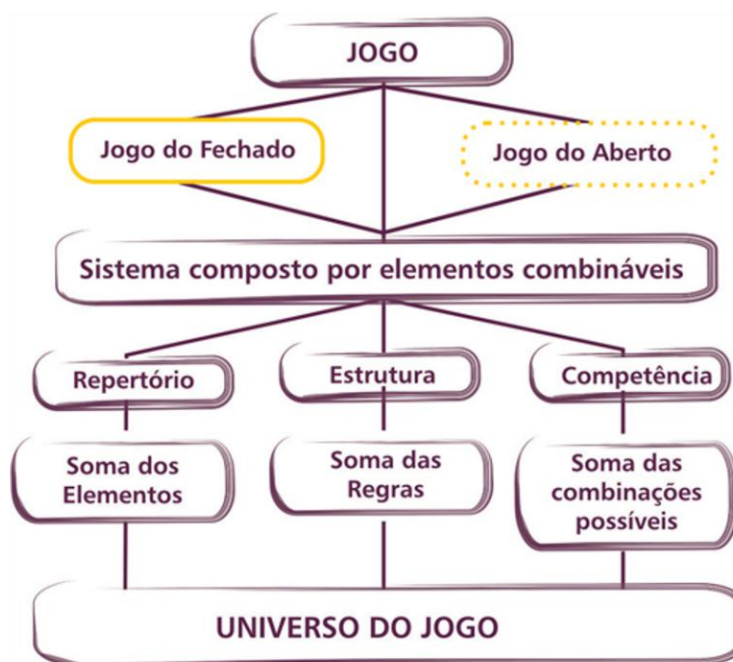 JOGO
Jogo do Fechado
Jogo do Aberto
Sistema composto por elementos combináveis
Repertório
Estrutura
Competência
Soma dos
Elementos
Soma das
Regras
Soma das
combinações
possíveis
UNIVERSO DO JOGO